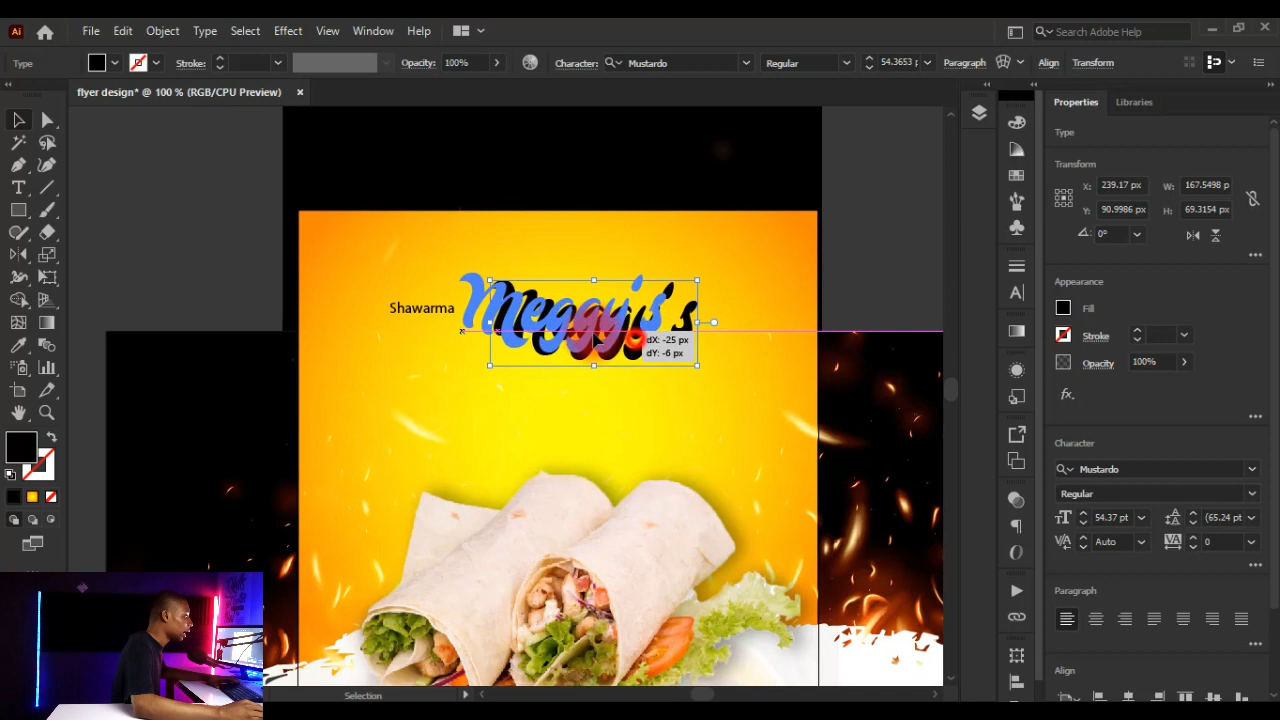 Ai File Edit Object Type Select Effect View Window Help Search Adobe Help
Type Stroke: Opacity: 100% Character: Mustardo Regular 54.3653 p Paragraph Align Transform
flyer design* @ 100 % (RGB/CPU Preview) ×
Properties Libraries
Type
Transform
X: 239.17 px W: 167.5498 p
Y: 90.9986 px H: 69.3154 px
0°
Shawarma Meggy's
dX: -25 px
dY: -6 px
Appearance
Fill
Stroke
Opacity 100%
fx.
Character
Mustardo
Regular
54.37 pt (65.24 pt
Auto 0
Paragraph
Align
Selection